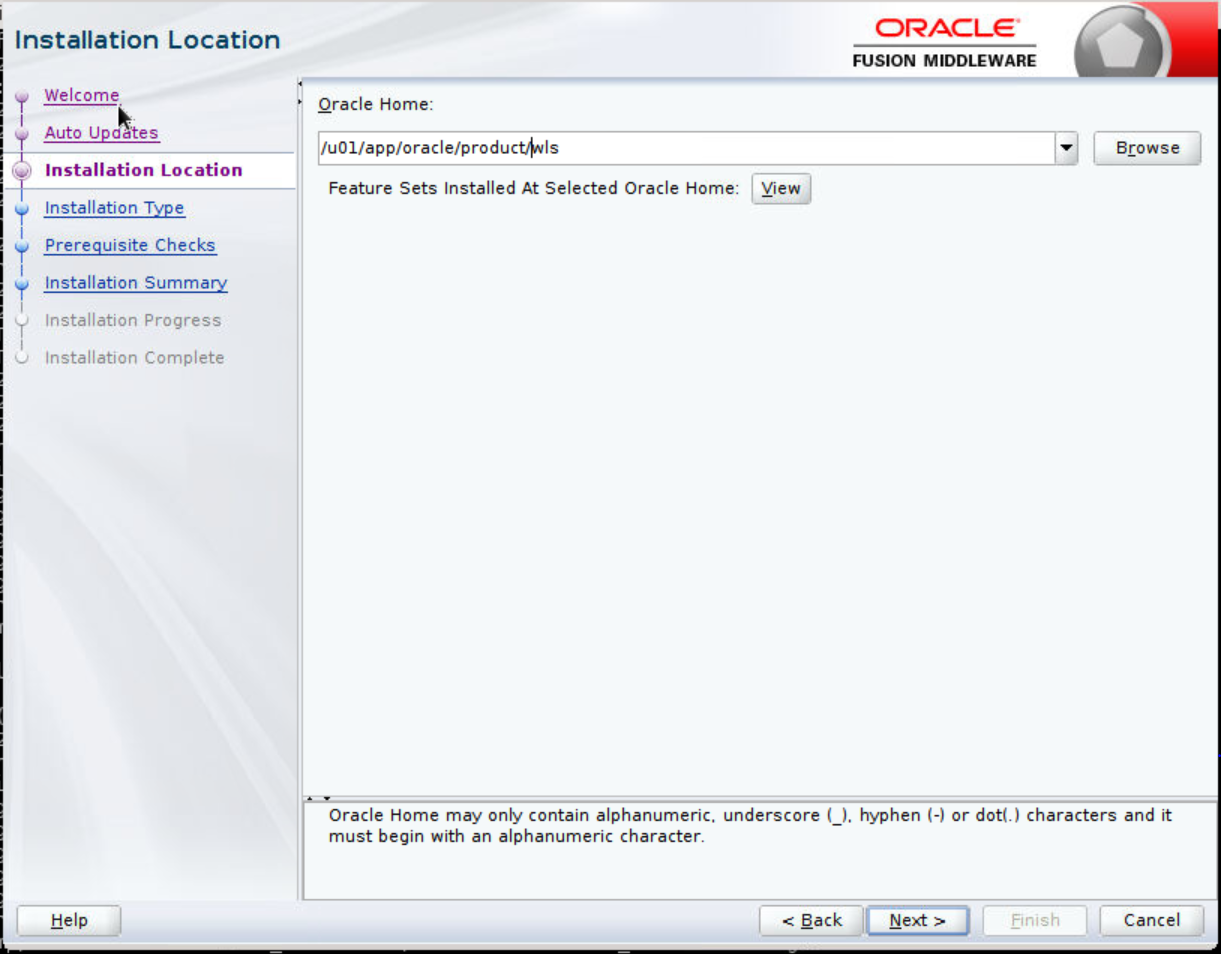 Installation Location
ORACLE
FUSION MIDDLEWARE
Welcome
Auto Updates
Installation Location
Installation Type
Prerequisite Checks
Installation Summary
Installation Progress
Installation Complete
Oracle Home:
/u01/app/oracle/product/wls
Browse
Feature Sets Installed At Selected Oracle Home: View
Oracle Home may only contain alphanumeric, underscore (_), hyphen (-) or dot(.) characters and it
must begin with an alphanumeric character.
Help
< Back
Next >
Finish
Cancel